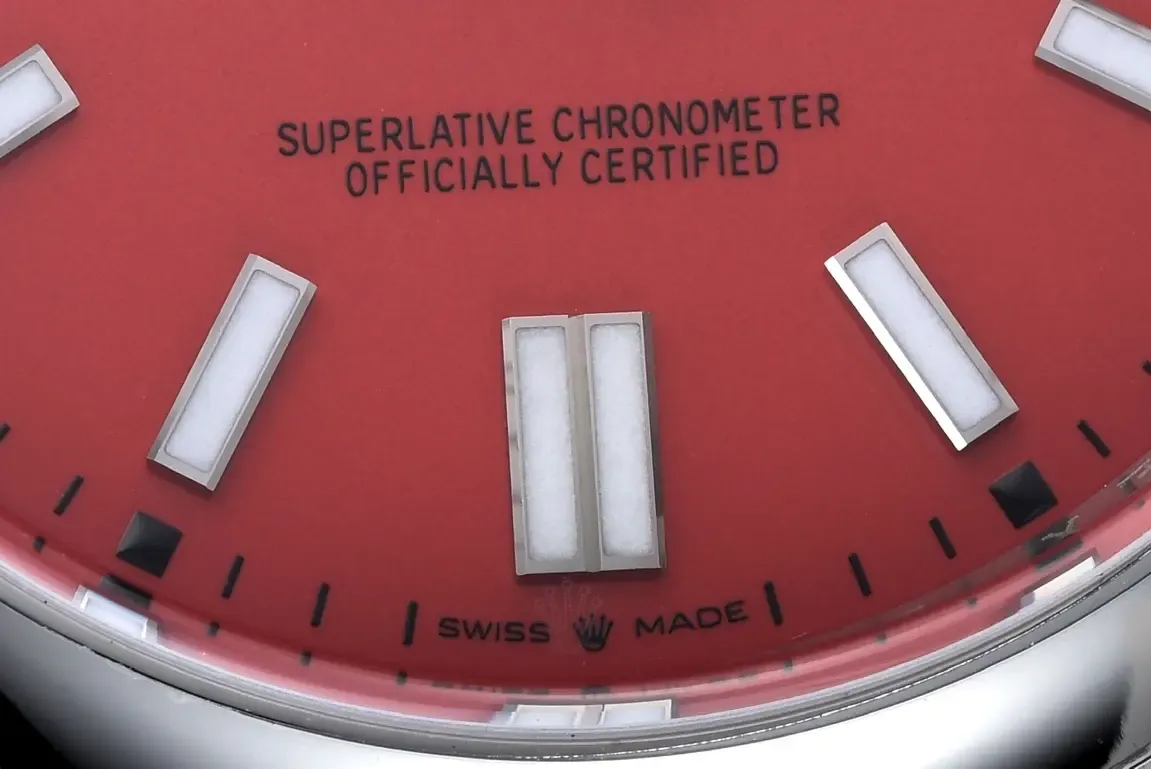 SUPERLATIVE CHRONOMETER
OFFICIALLY CERTIFIED
SWISS MADE